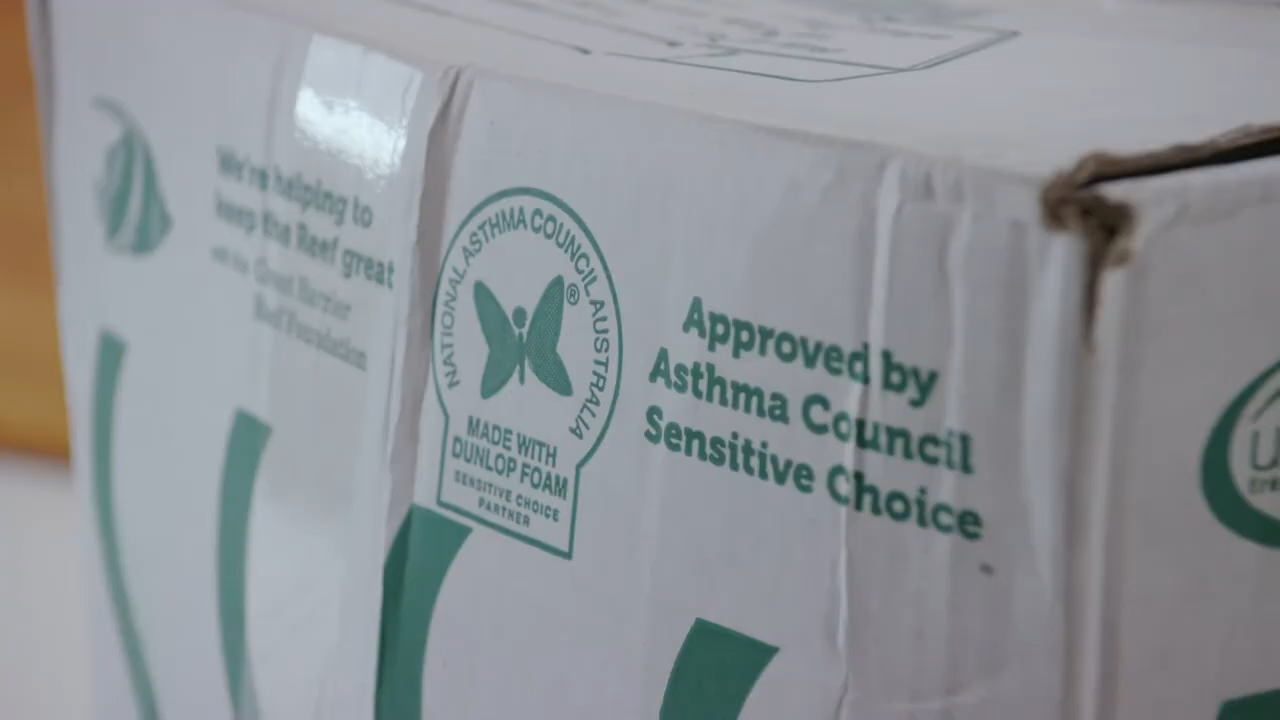 We're helping to
keep the Reef great
with the Great Barrier
Reef Foundation
NATIONAL ASTHMA COUNCIL AUSTRALIA
®
MADE WITH
DUNLOP FOAM
SENSITIVE CHOICE
PARTNER
Approved by
Asthma Council
Sensitive Choice